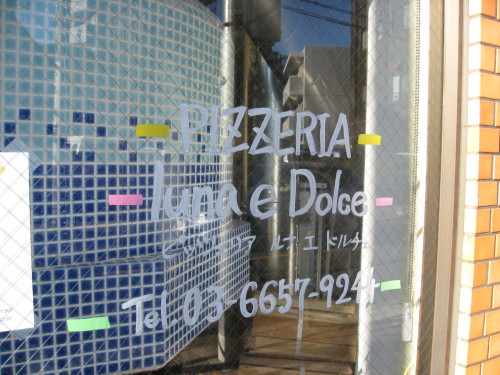 PIZZERIA
luna e Dolce
ピッツェリア ルナ エ ドルチェ
Tel 03-6657-9244